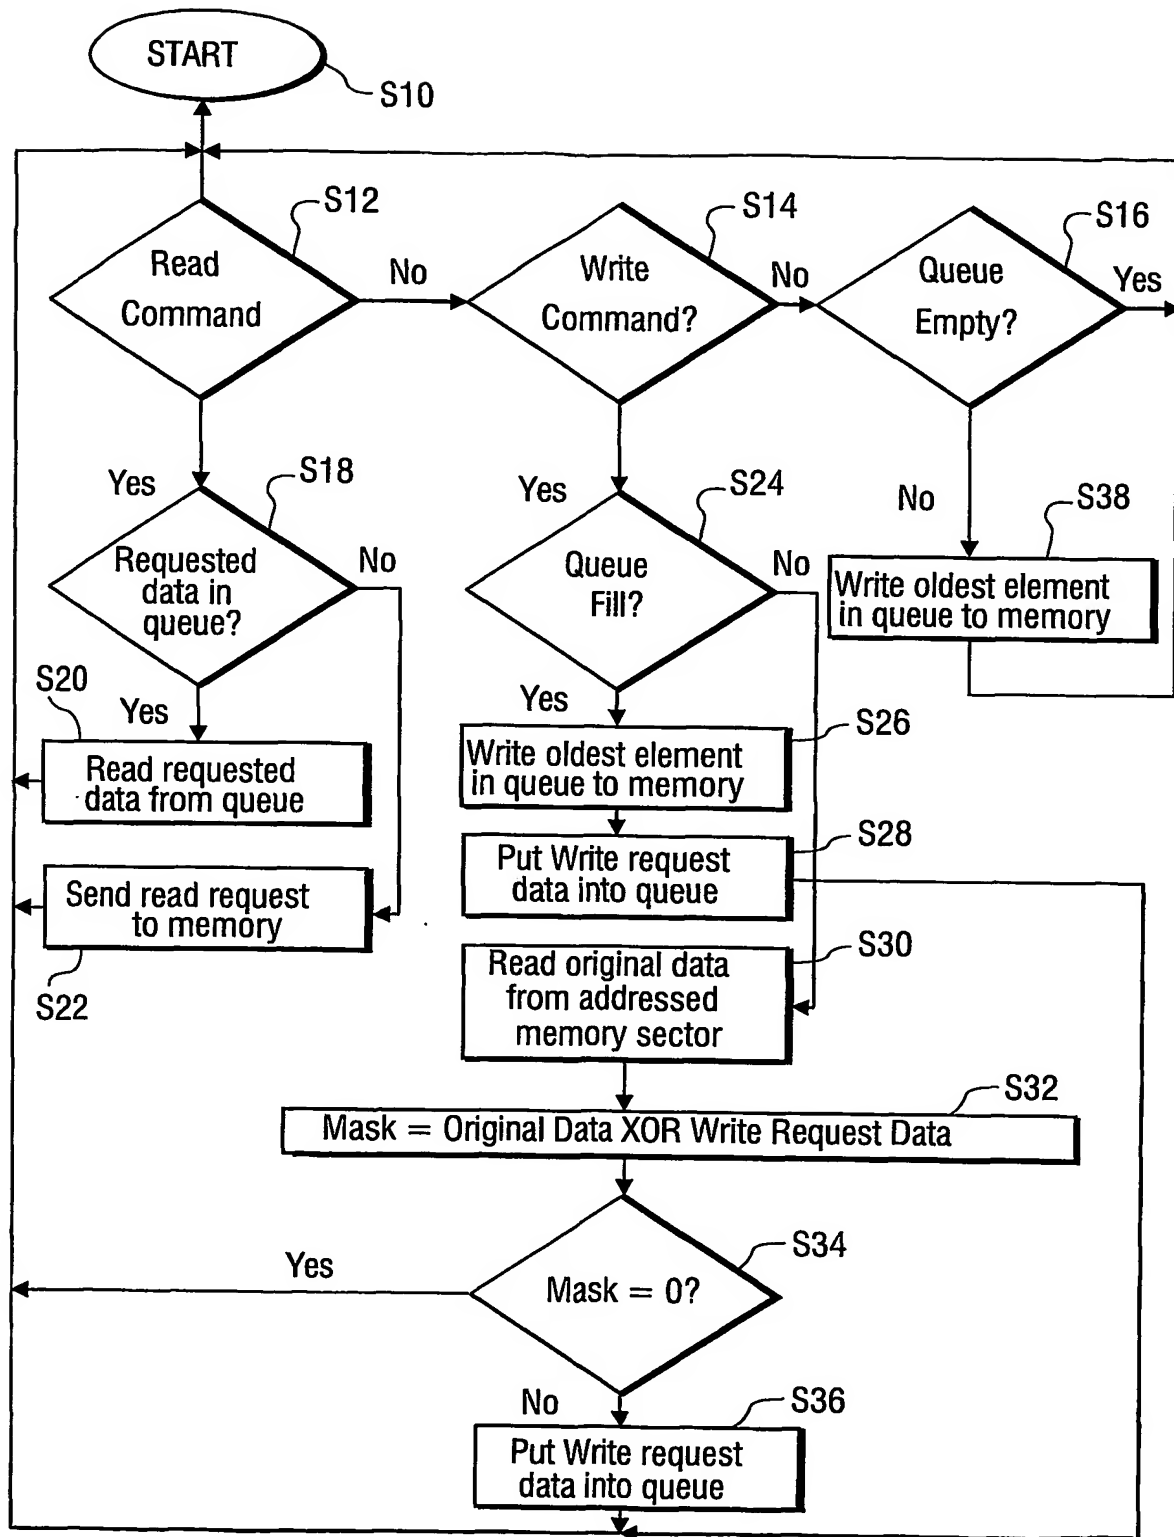 START
S10
S12
Read
Command
No
S14
Write
Command?
No
S16
Queue
Empty?
Yes
Yes
S18
Requested
data in
queue?
No
Yes
S24
Queue
Fill?
No
No
S38
Write oldest element
in queue to memory
S20
Yes
Read requested
data from queue
Yes
S26
Write oldest element
in queue to memory
S28
Put Write request
data into queue
Send read request
to memory
S22
S30
Read original data
from addressed
memory sector
S32
Mask = Original Data XOR Write Request Data
S34
Yes
Mask = 0?
No
S36
Put Write request
data into queue